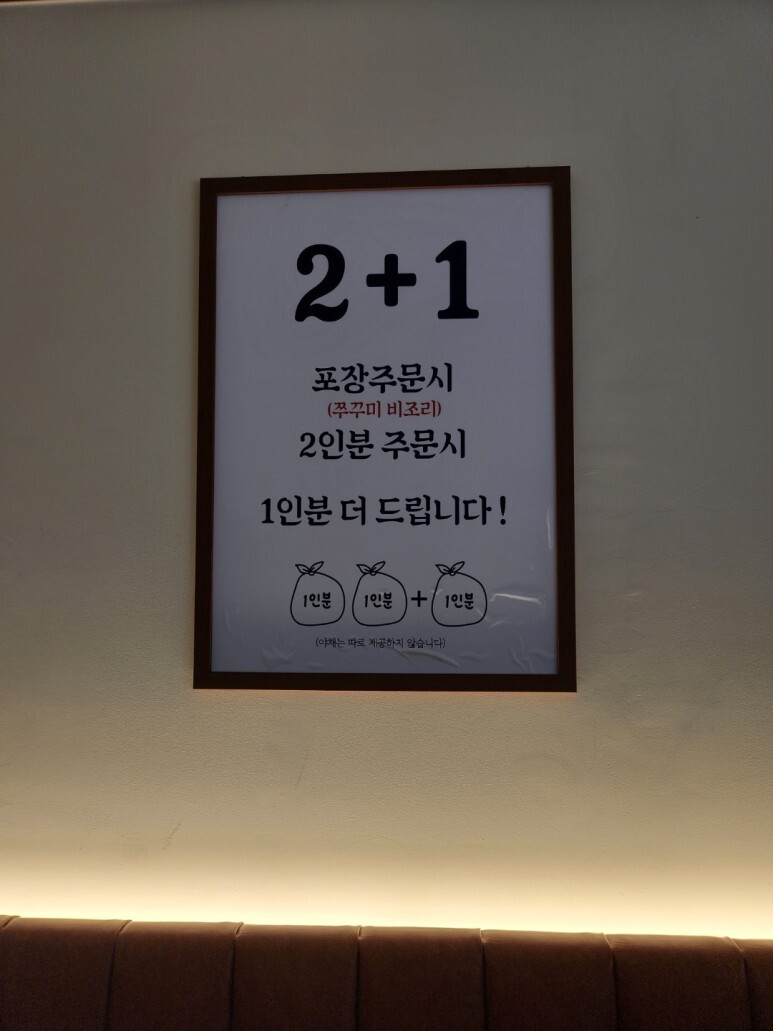 2+1
포장주문시
(쭈꾸미 비조리)
2인분 주문시
1인분 더 드립니다!
1인분 1인분 + 1인분
(야채는 따로 제공하지 않습니다)